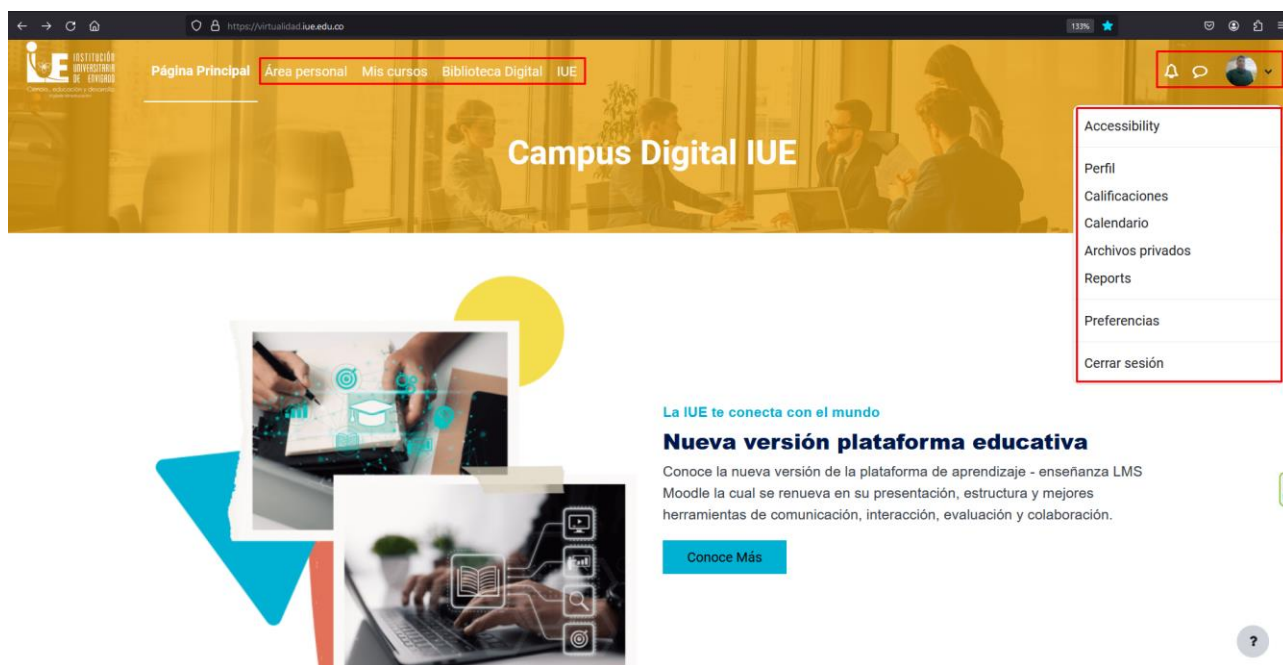 https://virtualidad.iue.edu.co
133%
INSTITUCIÓN
UNIVERSITARIA
DE ENVIGADO
Ciencia, educación y desarrollo
Página Principal Área personal Mis cursos Biblioteca Digital IUE
Campus Digital IUE
Accessibility
Perfil
Calificaciones
Calendario
Archivos privados
Reports
Preferencias
Cerrar sesión
La IUE te conecta con el mundo
Nueva versión plataforma educativa
Conoce la nueva versión de la plataforma de aprendizaje - enseñanza LMS
Moodle la cual se renueva en su presentación, estructura y mejores
herramientas de comunicación, interacción, evaluación y colaboración.
Conoce Más
?